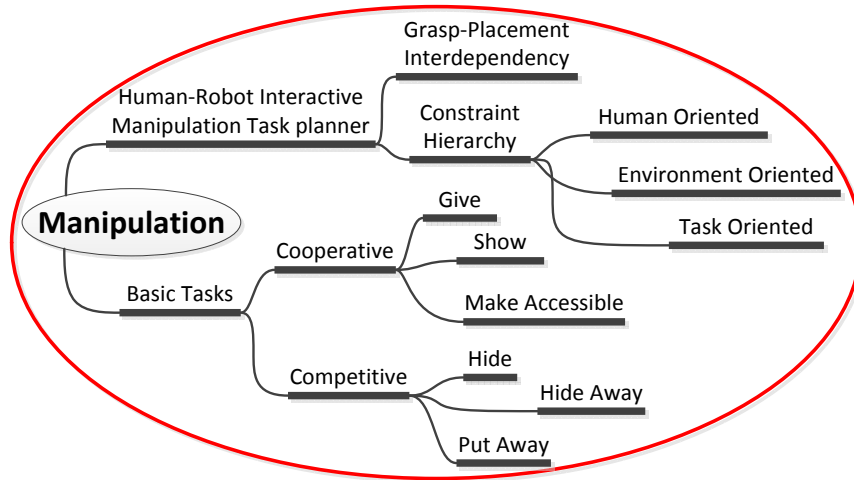 Grasp-Placement
Interdependency
Human-Robot Interactive
Manipulation Task planner
Constraint
Hierarchy
Human Oriented
Environment Oriented
Task Oriented
Manipulation
Basic Tasks
Cooperative
Give
Show
Make Accessible
Competitive
Hide
Hide Away
Put Away